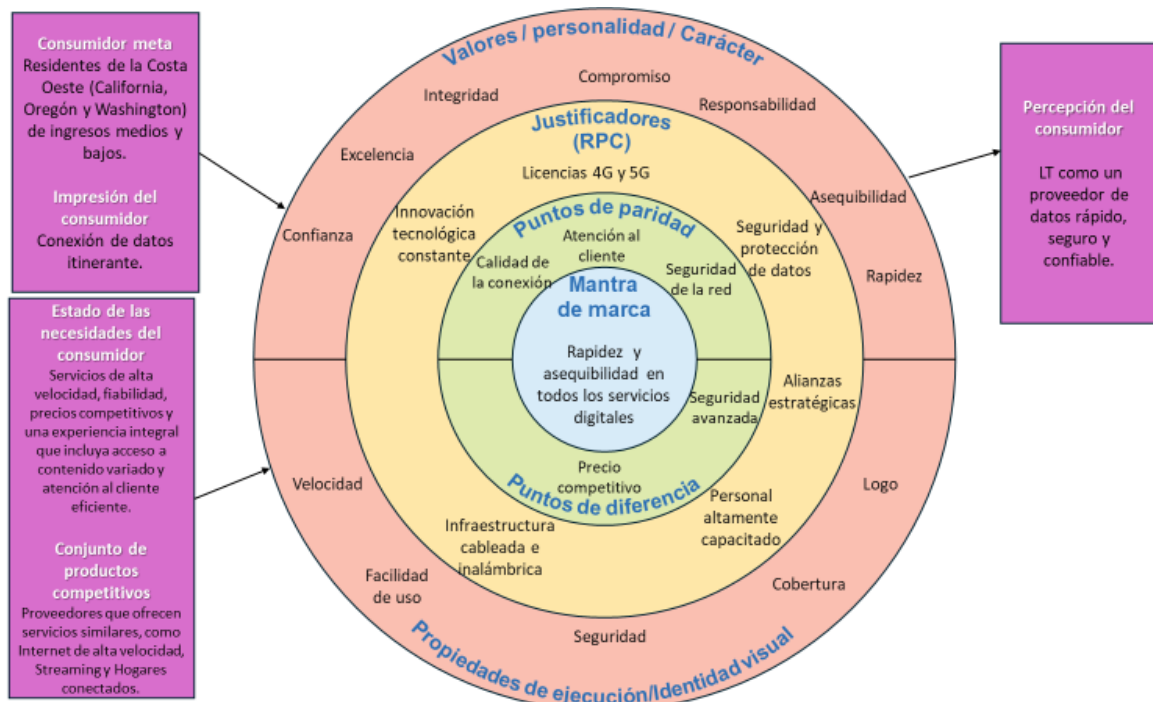 Consumidor meta
Residentes de la Costa
Oeste (California,
Oregón y Washington)
de ingresos medios y
bajos.
Impresión del
consumidor
Conexión de datos
itinerante.
Estado de las
necesidades del
consumidor
Servicios de alta
velocidad, fiabilidad,
precios competitivos y
una experiencia integral
que incluya acceso a
contenido variado y
atención al cliente
eficiente.
Conjunto de
productos
competitivos
Proveedores que ofrecen
servicios similares, como
Internet de alta velocidad,
Streaming y Hogares
conectados.
Valores / personalidad / Carácter
Compromiso
Integridad
Responsabilidad
Excelencia
Asequibilidad
Confianza
Rapidez
Justificadores
(RPC)
Licencias 4G y 5G
Innovación
tecnológica
constante
Seguridad y
protección
de datos
Puntos de paridad
Atención al
cliente
Calidad de
la conexión
Seguridad
de la red
Mantra
de marca
Rapidez y
asequibilidad en
todos los servicios
digitales
Seguridad
avanzada
Precio
competitivo
Puntos de diferencia
Alianzas
estratégicas
Personal
altamente
capacitado
Infraestructura
cableada e
inalámbrica
Velocidad
Logo
Facilidad
de uso
Cobertura
Seguridad
Propiedades de ejecución/Identidad visual
Percepción del
consumidor
LT como un
proveedor de
datos rápido,
seguro y
confiable.